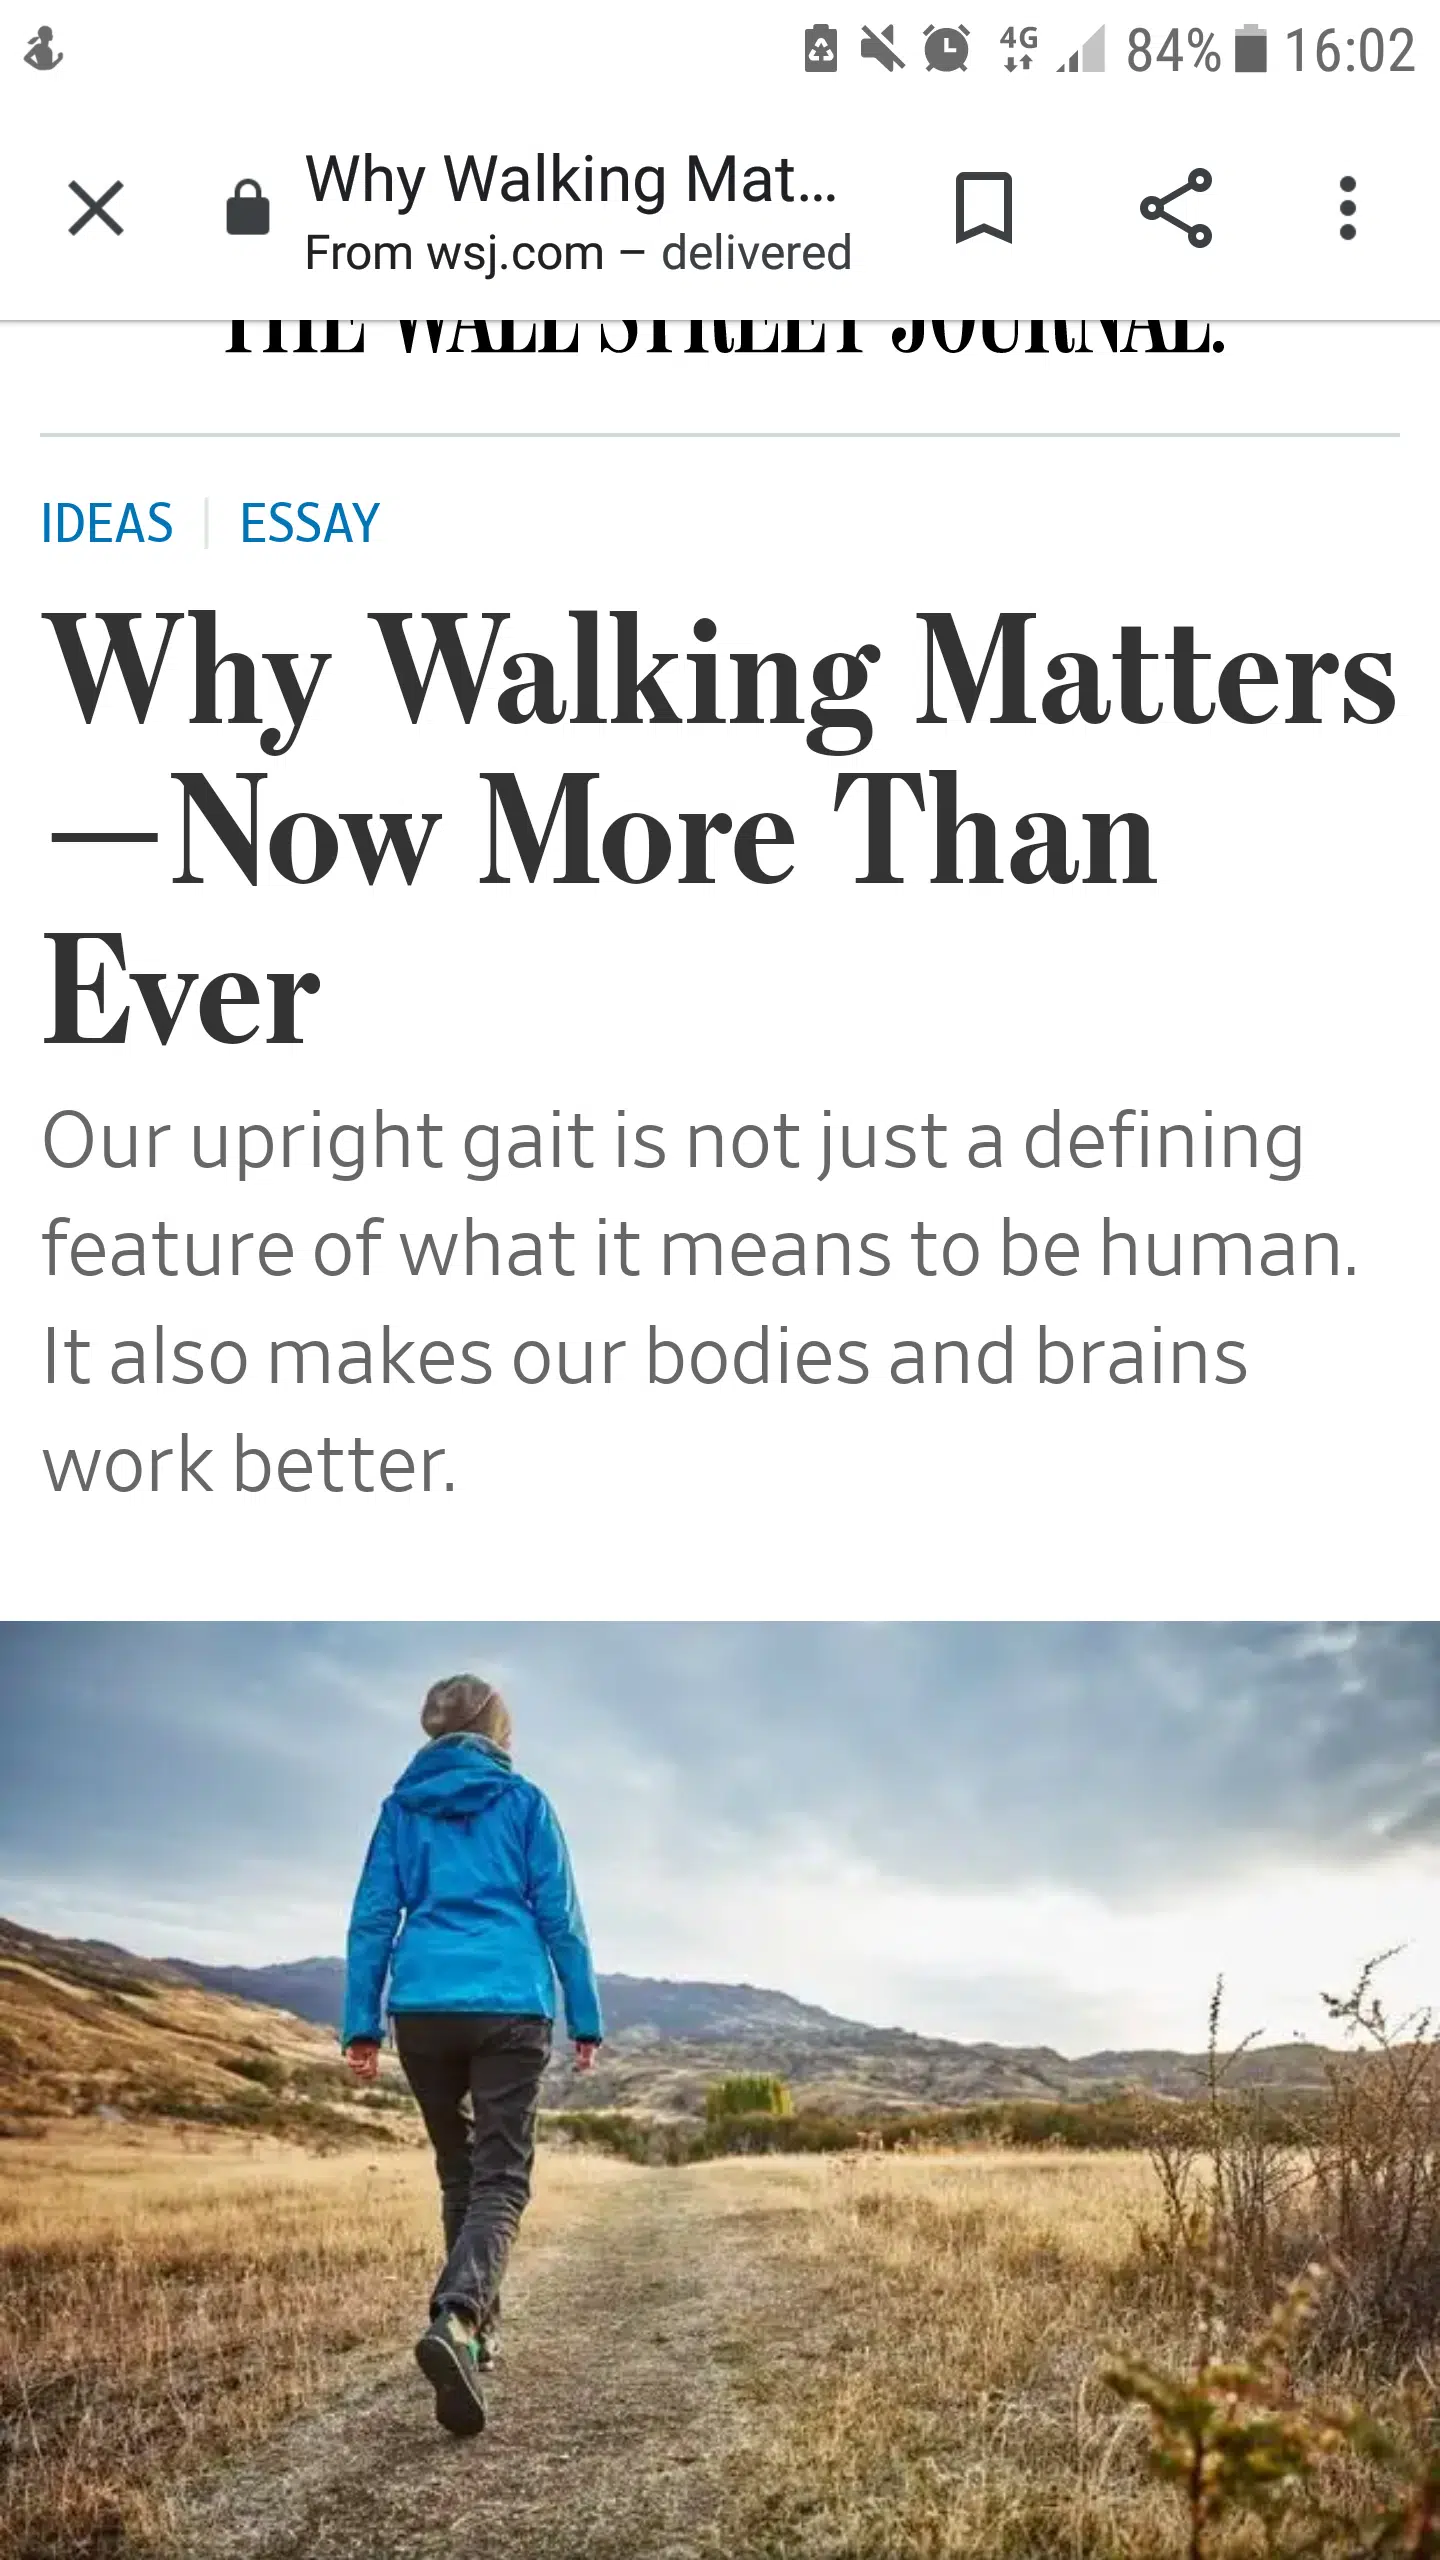 4G 84% 16:02
Why Walking Mat...
From wsj.com – delivered
THE WALL STREET JOURNAL.
IDEAS | ESSAY
Why Walking Matters
—Now More Than
Ever
Our upright gait is not just a defining
feature of what it means to be human.
It also makes our bodies and brains
work better.